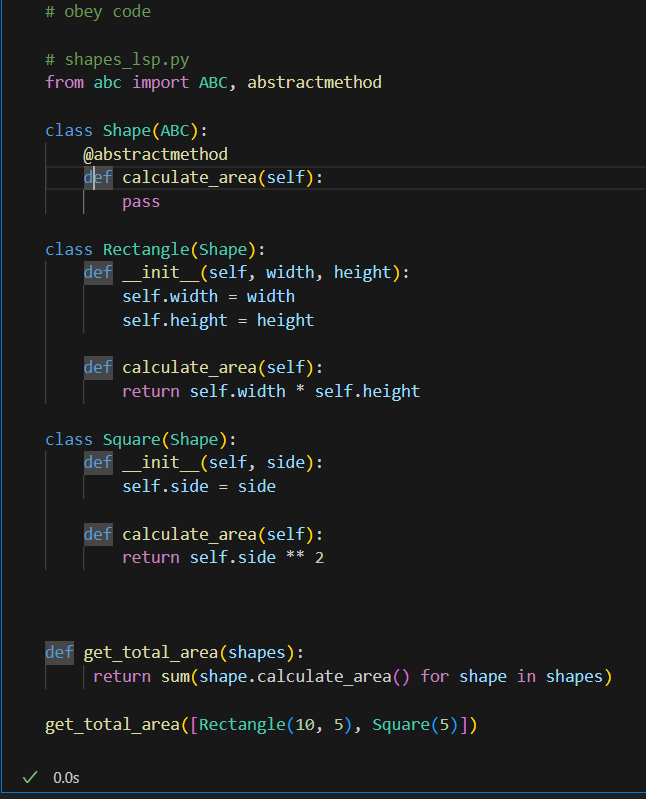 # obey code
# shapes_lsp.py
from abc import ABC, abstractmethod
class Shape(ABC):
    @abstractmethod
    def calculate_area(self):
        pass
class Rectangle(Shape):
    def __init__(self, width, height):
        self.width = width
        self.height = height
    def calculate_area(self):
        return self.width * self.height
class Square(Shape):
    def __init__(self, side):
        self.side = side
    def calculate_area(self):
        return self.side ** 2
def get_total_area(shapes):
     return sum(shape.calculate_area() for shape in shapes)
get_total_area([Rectangle(10, 5), Square(5)])
✓ 0.0s